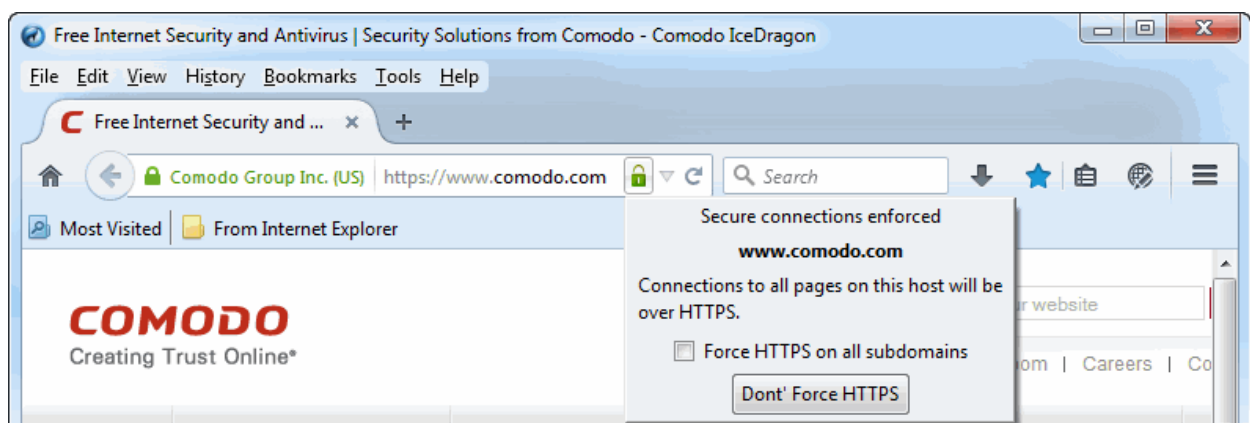 Free Internet Security and Antivirus | Security Solutions from Comodo - Comodo IceDragon
File Edit View History Bookmarks Tools Help
Free Internet Security and ...
Comodo Group Inc. (US) https://www.comodo.com Search
Most Visited From Internet Explorer
Secure connections enforced
www.comodo.com
Connections to all pages on this host will be
over HTTPS.
website
COMODO
Creating Trust Online®
Force HTTPS on all subdomains
| Careers |
Dont' Force HTTPS